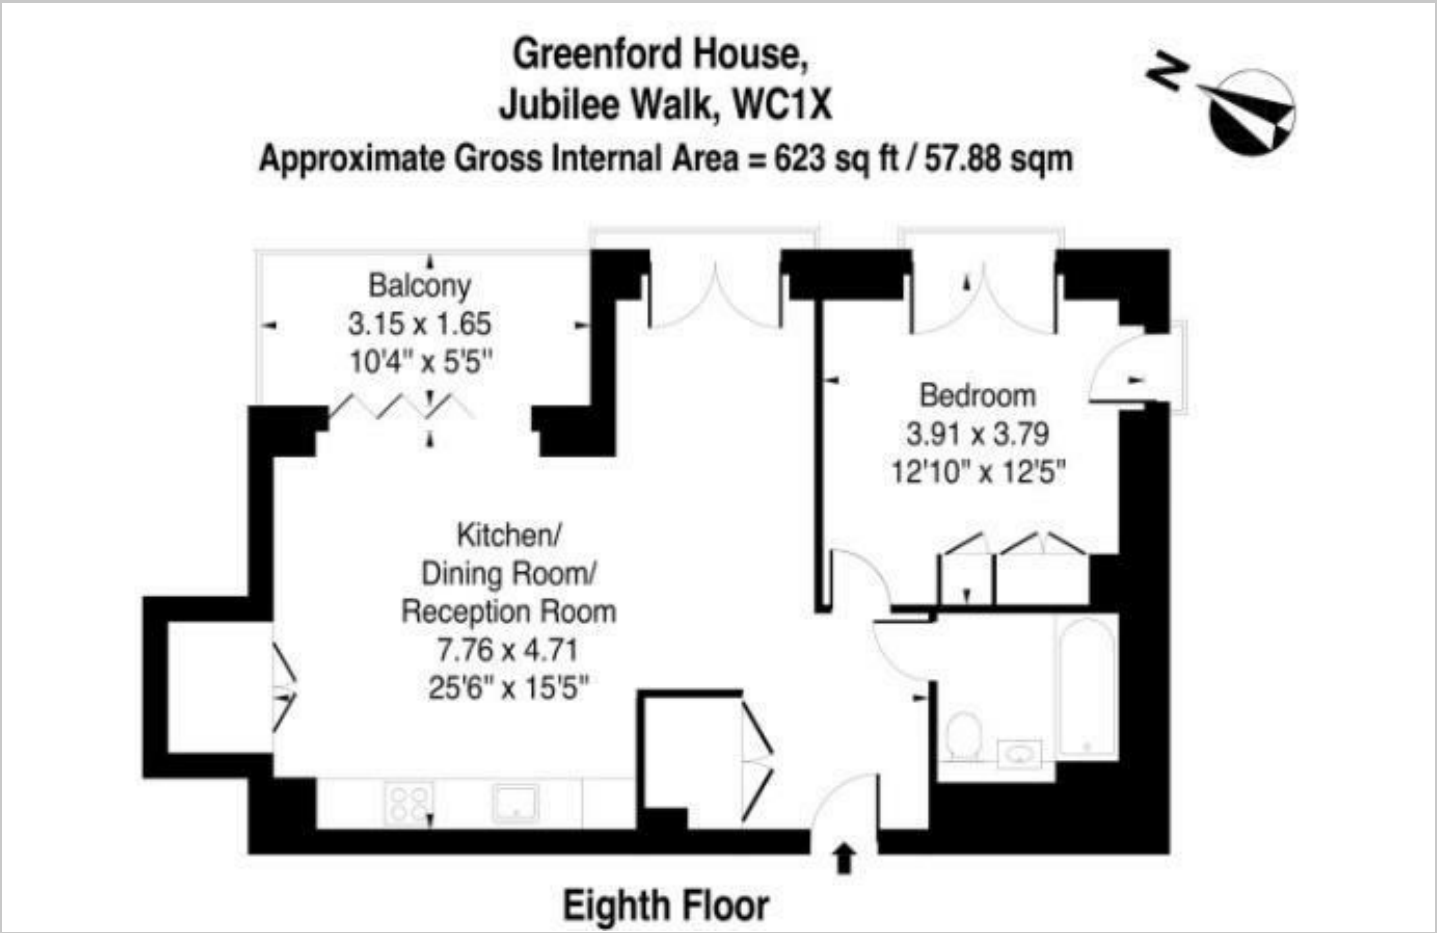 Greenford House,
Jubilee Walk, WC1X
Approximate Gross Internal Area = 623 sq ft / 57.88 sqm
N
Balcony
3.15 x 1.65
10'4" x 5'5"
Bedroom
3.91 x 3.79
12'10" x 12'5"
Kitchen/
Dining Room/
Reception Room
7.76 x 4.71
25'6" x 15'5"
Eighth Floor